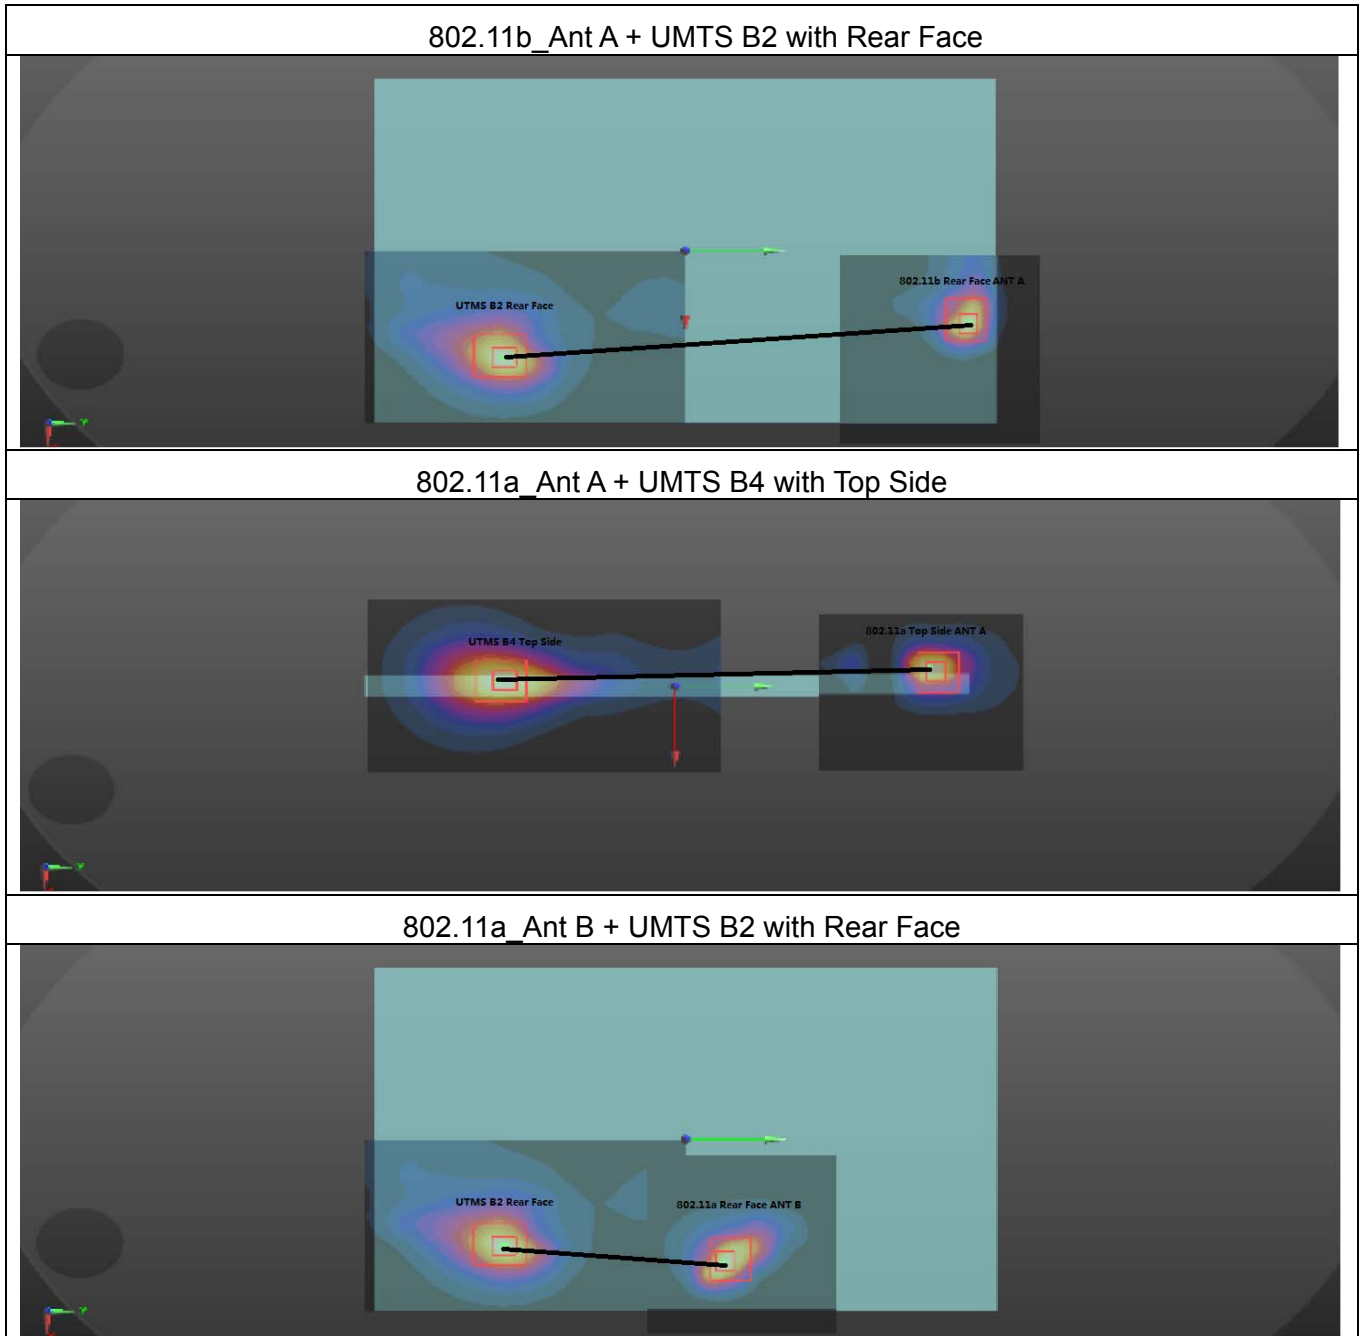 802.11b_Ant A + UMTS B2 with Rear Face
802.11b Rear Face ANT A
UTMS B2 Rear Face
802.11a_Ant A + UMTS B4 with Top Side
802.11a Top Side ANT A
UTMS B4 Top Side
802.11a_Ant B + UMTS B2 with Rear Face
UTMS B2 Rear Face
802.11a Rear Face ANT B